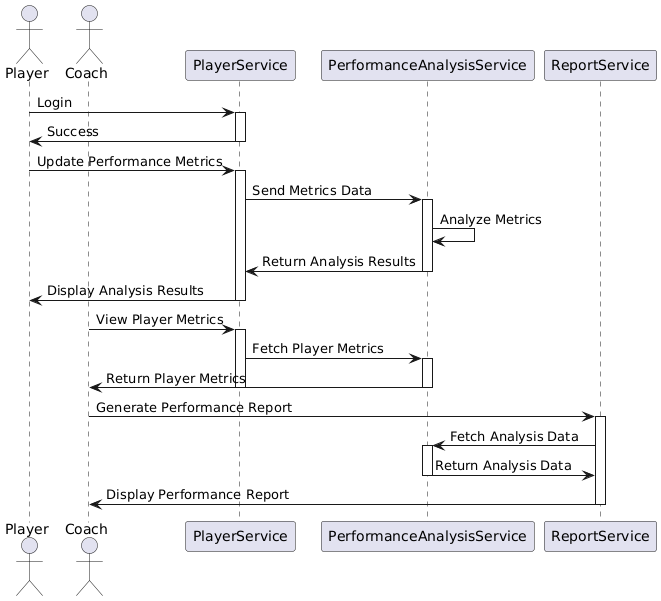 Player
Coach
PlayerService
PerformanceAnalysisService
ReportService
Login
Success
Update Performance Metrics
Send Metrics Data
Analyze Metrics
Return Analysis Results
Display Analysis Results
View Player Metrics
Fetch Player Metrics
Return Player Metrics
Generate Performance Report
Fetch Analysis Data
Return Analysis Data
Display Performance Report
Player
Coach
PlayerService
PerformanceAnalysisService
ReportService